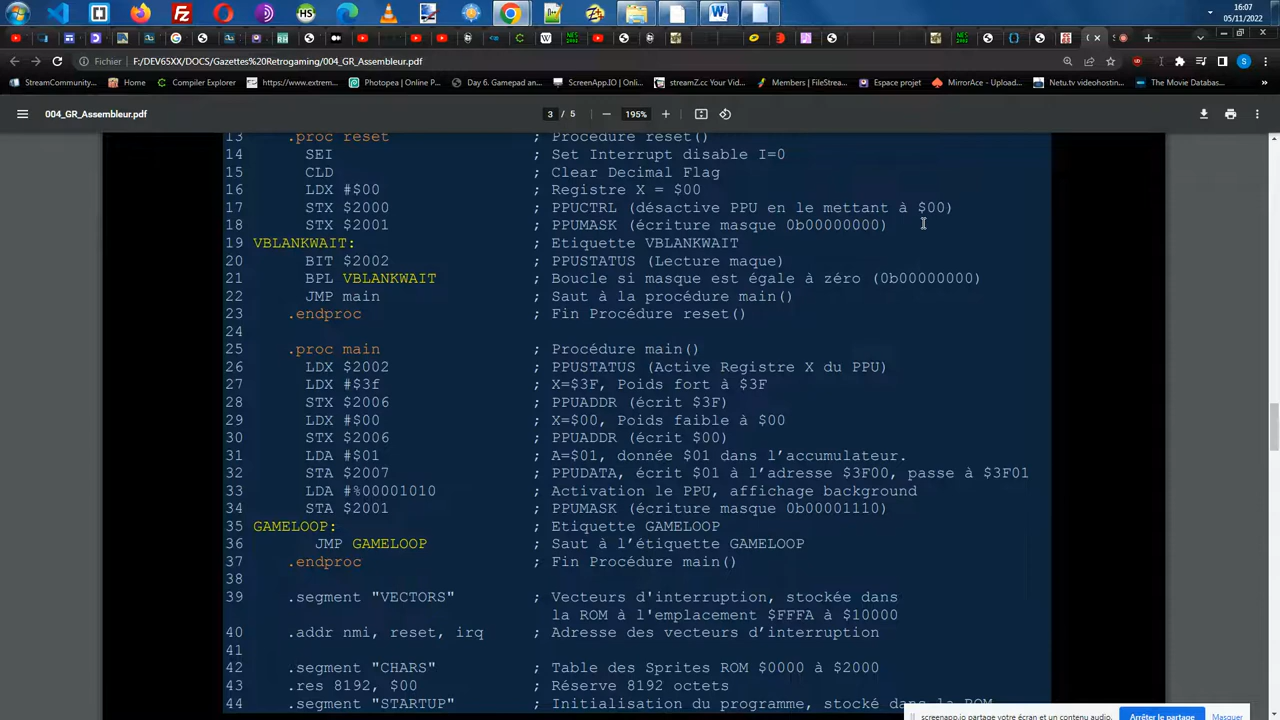 16:07
05/11/2022
Fichier F:/DEV65XX/DOCS/Gazettes%20Retrogaming/004_GR_Assembleur.pdf
StreamCommunity... Home Compiler Explorer https://www.extrem... Photopea | Online P... Day 6. Gamepad an... ScreenApp.IO | Onli... streamZ.cc Your Vid... Members / FileStrea... Espace projet MirrorAce - Upload... Netu.tv videohostin... The Movie Databas...
004_GR_Assembleur.pdf 3 / 5 195%
13 .proc reset ; Procédure reset()
14 SEI ; Set Interrupt disable I=0
15 CLD ; Clear Decimal Flag
16 LDX #$00 ; Registre X = $00
17 STX $2000 ; PPUCTRL (désactive PPU en le mettant à $00)
18 STX $2001 ; PPUMASK (écriture masque 0b00000000)
19 VBLANKWAIT: ; Etiquette VBLANKWAIT
20 BIT $2002 ; PPUSTATUS (Lecture maque)
21 BPL VBLANKWAIT ; Boucle si masque est égale à zéro (0b00000000)
22 JMP main ; Saut à la procédure main()
23 .endproc ; Fin Procédure reset()
24
25 .proc main ; Procédure main()
26 LDX $2002 ; PPUSTATUS (Active Registre X du PPU)
27 LDX #$3f ; X=$3F, Poids fort à $3F
28 STX $2006 ; PPUADDR (écrit $3F)
29 LDX #$00 ; X=$00, Poids faible à $00
30 STX $2006 ; PPUADDR (écrit $00)
31 LDA #$01 ; A=$01, donnée $01 dans l’accumulateur.
32 STA $2007 ; PPUDATA, écrit $01 à l’adresse $3F00, passe à $3F01
33 LDA #%00001010 ; Activation le PPU, affichage background
34 STA $2001 ; PPUMASK (écriture masque 0b00001110)
35 GAMELOOP: ; Etiquette GAMELOOP
36 JMP GAMELOOP ; Saut à l’étiquette GAMELOOP
37 .endproc ; Fin Procédure main()
38
39 .segment "VECTORS" ; Vecteurs d'interruption, stockée dans
la ROM à l'emplacement $FFFA à $10000
40 .addr nmi, reset, irq ; Adresse des vecteurs d’interruption
41
42 .segment "CHARS" ; Table des Sprites ROM $0000 à $2000
43 .res 8192, $00 ; Réserve 8192 octets
44 .segment "STARTUP" ; Initialisation du programme, stocké dans la ROM
screenapp.io partage votre écran et un contenu audio. Arrêter le partage Masquer